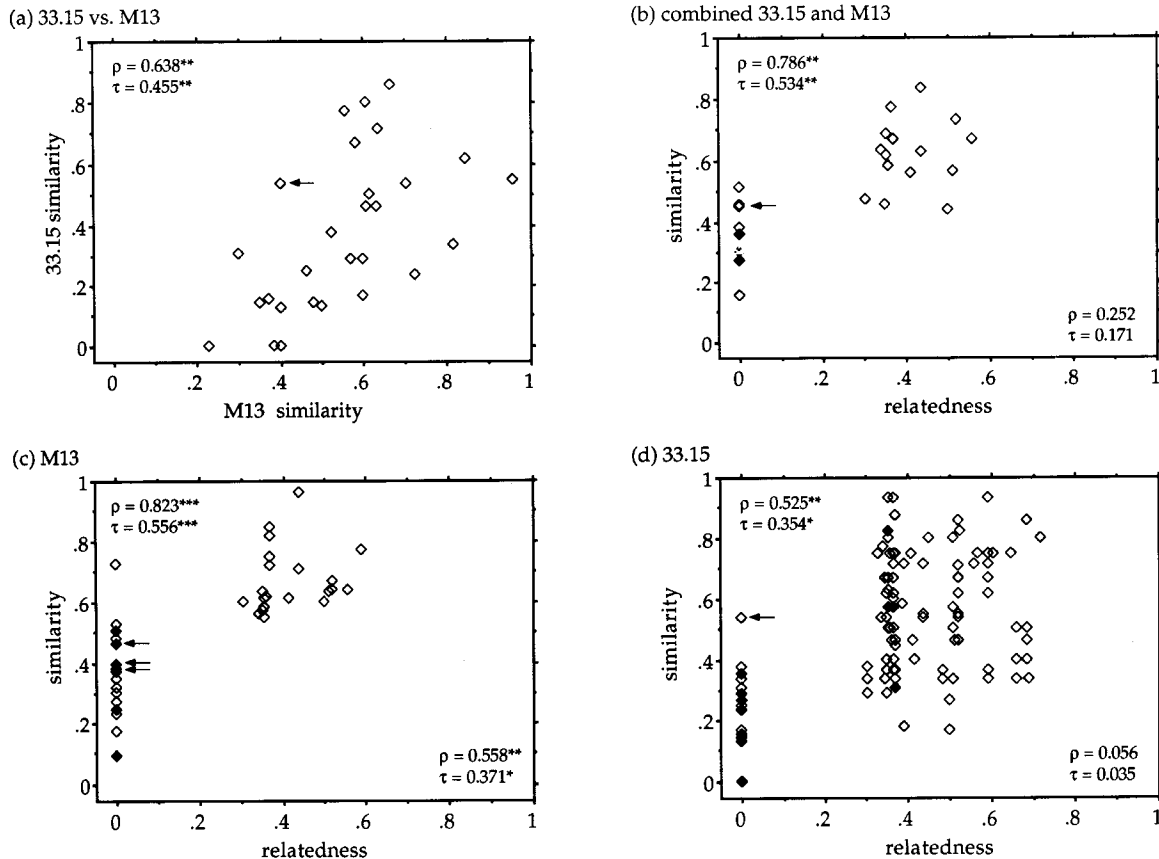 (a) 33.15 vs. M13
ρ = 0.638**
τ = 0.455**
33.15 similarity
1
.8
.6
.4
.2
0
0 .2 .4 .6 .8 1
M13 similarity
(b) combined 33.15 and M13
ρ = 0.786**
τ = 0.534**
similarity
1
.8
.6
.4
.2
0
ρ = 0.252
τ = 0.171
0 .2 .4 .6 .8 1
relatedness
(c) M13
ρ = 0.823***
τ = 0.556***
similarity
1
.8
.6
.4
.2
0
ρ = 0.558**
τ = 0.371*
0 .2 .4 .6 .8 1
relatedness
(d) 33.15
ρ = 0.525**
τ = 0.354*
similarity
1
.8
.6
.4
.2
0
ρ = 0.056
τ = 0.035
0 .2 .4 .6 .8 1
relatedness